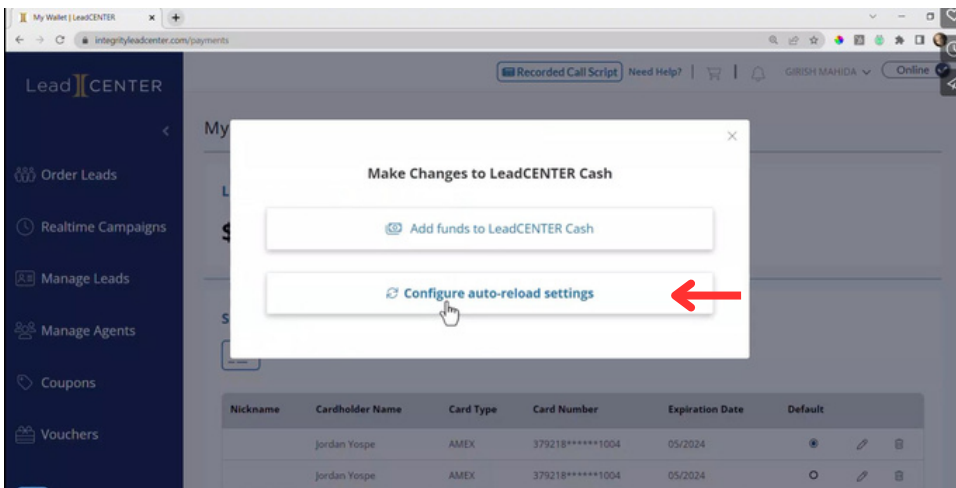 My Wallet | LeadCENTER
integrityleadcenter.com/payments
Lead CENTER
Recorded Call Script Need Help? GIRISH MAHIDA Online
My
Make Changes to LeadCENTER Cash
Order Leads
L
Add funds to LeadCENTER Cash
Realtime Campaigns
$
Manage Leads
Configure auto-reload settings
S
Manage Agents
Coupons
Nickname Cardholder Name Card Type Card Number Expiration Date Default
Vouchers
Jordan Yospe AMEX 379218******1004 05/2024
Jordan Yospe AMEX 379218******1004 05/2024